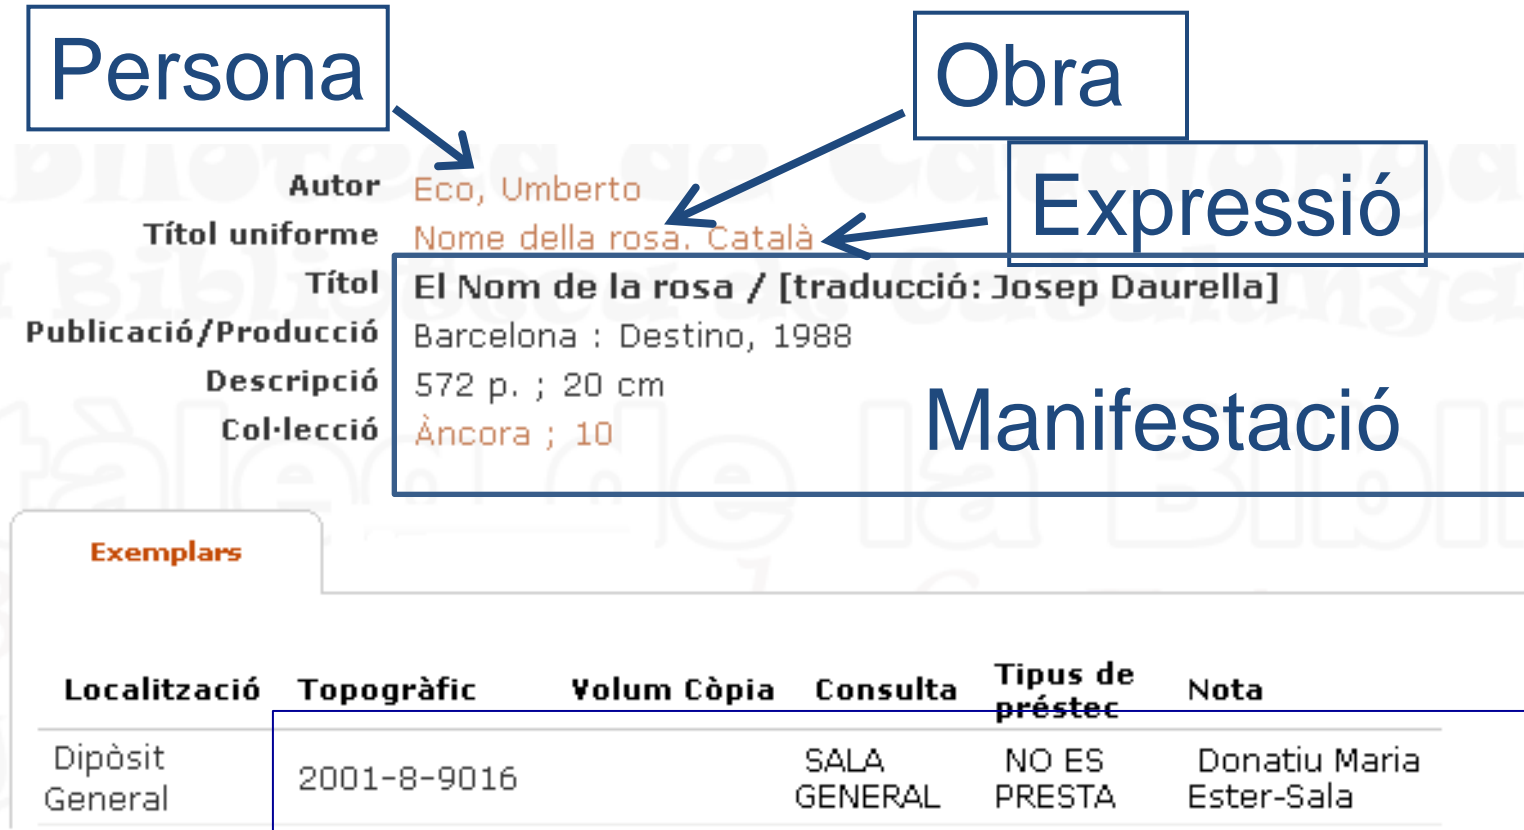 Persona
Obra
Expressió
Autor Eco, Umberto
Títol uniforme Nome della rosa. Català
Títol El Nom de la rosa / [traducció: Josep Daurella]
Publicació/Producció Barcelona : Destino, 1988
Descripció 572 p. ; 20 cm
Col·lecció Àncora ; 10
Manifestació
Exemplars
Localització Topogràfic Volum Còpia Consulta Tipus de préstec Nota
Dipòsit General 2001-8-9016 SALA GENERAL NO ES PRESTA Donatiu Maria Ester-Sala